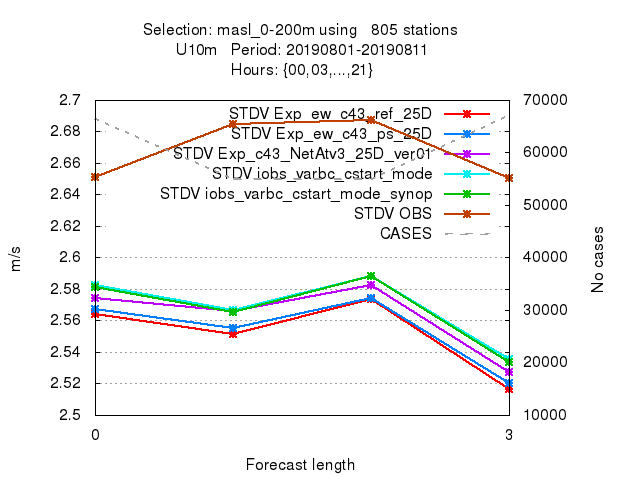 Selection: masl_0-200m using   805 stations
U10m   Period: 20190801-20190811
Hours: {00,03,...,21}
2.7
2.68
2.66
2.64
2.62
2.6
2.58
2.56
2.54
2.52
2.5
m/s
STDV Exp_ew_c43_ref_25D
STDV Exp_ew_c43_ps_25D
STDV Exp_c43_NetAtv3_25D_ver01
STDV iobs_varbc_cstart_mode
STDV iobs_varbc_cstart_mode_synop
STDV OBS
CASES
70000
60000
50000
40000
30000
20000
10000
No cases
0
3
Forecast length